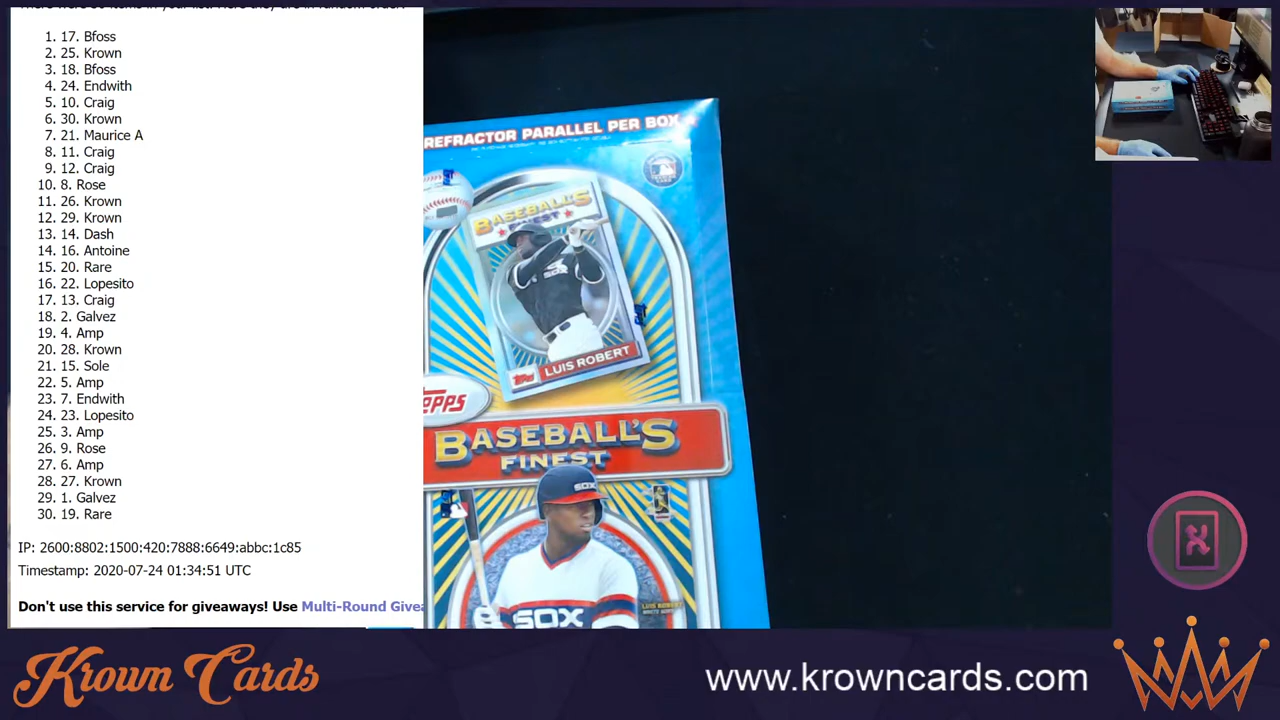 1. 17. Bfoss
2. 25. Krown
3. 18. Bfoss
4. 24. Endwith
5. 10. Craig
6. 30. Krown
7. 21. Maurice A
8. 11. Craig
9. 12. Craig
10. 8. Rose
11. 26. Krown
12. 29. Krown
13. 14. Dash
14. 16. Antoine
15. 20. Rare
16. 22. Lopesito
17. 13. Craig
18. 2. Galvez
19. 4. Amp
20. 28. Krown
21. 15. Sole
22. 5. Amp
23. 7. Endwith
24. 23. Lopesito
25. 3. Amp
26. 9. Rose
27. 6. Amp
28. 27. Krown
29. 1. Galvez
30. 19. Rare
IP: 2600:8802:1500:420:7888:6649:abbc:1c85
Timestamp: 2020-07-24 01:34:51 UTC
Don't use this service for giveaways! Use Multi-Round Givea
REFRACTOR PARALLEL PER BOX
BASEBALL'S
FINEST
SOX
Topps LUIS ROBERT
TOPPS
BASEBALL'S
FINEST
SOX
LUIS ROBERT
SOX
Krown Cards
www.krowncards.com